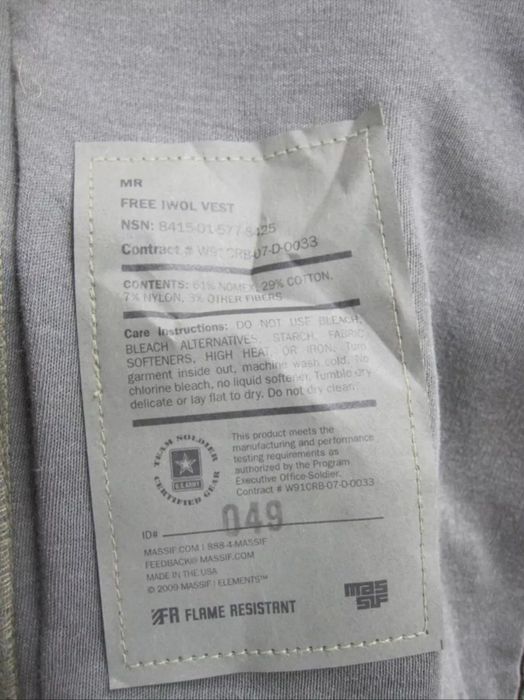 MR
FREE IWOL VEST
NSN: 8415-01-577-8425
Contract # W91CRB-07-D-0033
CONTENTS: 61% NOMEX, 29% COTTON,
7% NYLON, 3% OTHER FIBERS
Care Instructions: DO NOT USE BLEACH,
BLEACH ALTERNATIVES, STARCH, FABRIC
SOFTENERS, HIGH HEAT, OR IRON. Turn
garment inside out, machine wash cold. No
chlorine bleach, no liquid softener. Tumble dry
delicate or lay flat to dry. Do not dry clean.
TEAM SOLDIER
U.S. ARMY
CERTIFIED GEAR
This product meets the
manufacturing and performance
testing requirements as
authorized by the Program
Executive Office-Soldier.
Contract # W91CRB-07-D-0033
ID# 049
MASSIF.COM | 888-4-MASSIF
FEEDBACK@MASSIF.COM
MADE IN THE USA
© 2009 MASSIF | ELEMENTS™
FR FLAME RESISTANT
massif